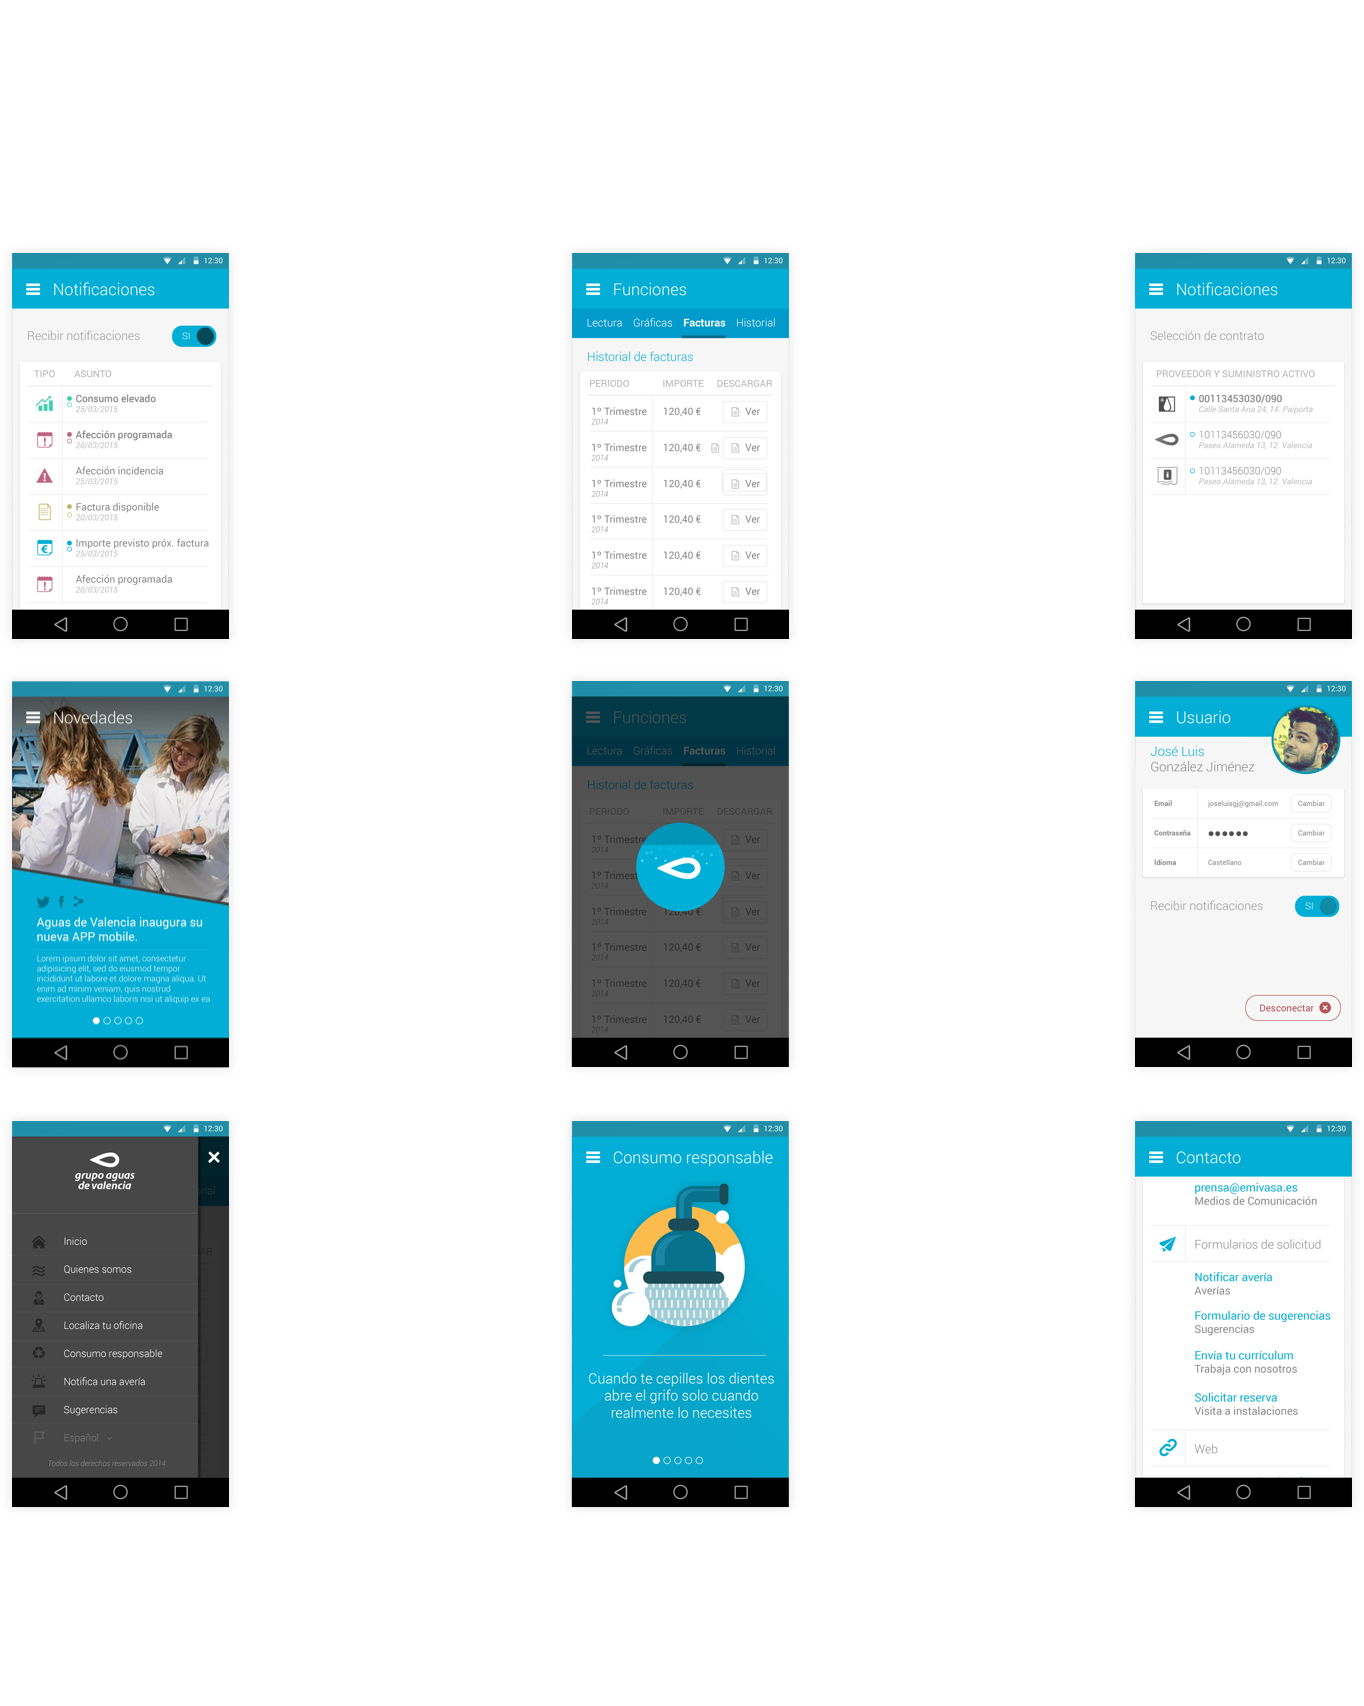 12:30
Notificaciones
Recibir notificaciones
SI
TIPO ASUNTO
Consumo elevado
25/03/2015
Afección programada
20/03/2015
Afección incidencia
25/03/2015
Factura disponible
20/03/2015
Importe previsto próx. factura
25/03/2015
Afección programada
20/03/2015
12:30
Funciones
Lectura Gráficas Facturas Historial
Historial de facturas
PERIODO IMPORTE DESCARGAR
1º Trimestre 120,40 € Ver
2014
1º Trimestre 120,40 € Ver
2014
1º Trimestre 120,40 € Ver
2014
1º Trimestre 120,40 € Ver
2014
1º Trimestre 120,40 € Ver
2014
1º Trimestre 120,40 € Ver
2014
12:30
Notificaciones
Selección de contrato
PROVEEDOR Y SUMINISTRO ACTIVO
00113453030/090
Calle Santa Ana 24, 14. Paiporta
10113456030/090
Paseo Alameda 13, 12. Valencia
10113456030/090
Paseo Alameda 13, 12. Valencia
12:30
Novedades
Aguas de Valencia inaugura su
nueva APP mobile.
Lorem ipsum dolor sit amet, consectetur
adipisicing elit, sed do eiusmod tempor
incididunt ut labore et dolore magna aliqua. Ut
enim ad minim veniam, quis nostrud
exercitation ullamco laboris nisi ut aliquip ex ea
12:30
Funciones
Lectura Gráficas Facturas Historial
Historial de facturas
PERIODO IMPORTE DESCARGAR
1º Trimestre 120,40 € Ver
2014
1º Trimest Ver
2014
1º Trimestre 120,40 € Ver
2014
1º Trimestre 120,40 € Ver
2014
1º Trimestre 120,40 € Ver
2014
1º Trimestre 120,40 € Ver
2014
12:30
Usuario
José Luis
González Jiménez
Email joseluisgj@gmail.com Cambiar
Contraseña ●●●●●● Cambiar
Idioma Castellano Cambiar
Recibir notificaciones SI
Desconectar
12:30
grupo aguas
de valencia
nal
AR
Inicio
Quienes somos
Contacto
Localiza tu oficina
Consumo responsable
Notifica una avería
Sugerencias
Español
Todos los derechos reservados 2014
12:30
Consumo responsable
Cuando te cepilles los dientes
abre el grifo solo cuando
realmente lo necesites
12:30
Contacto
prensa@emivasa.es
Medios de Comunicación
Formularios de solicitud
Notificar avería
Averías
Formulario de sugerencias
Sugerencias
Envía tu currículum
Trabaja con nosotros
Solicitar reserva
Visita a instalaciones
Web